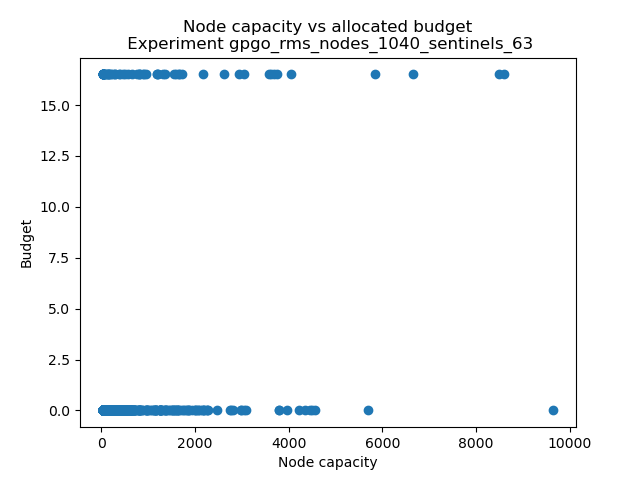 Node capacity vs allocated budget
Experiment gpgo_rms_nodes_1040_sentinels_63
Budget
15.0
12.5
10.0
7.5
5.0
2.5
0.0
0 2000 4000 6000 8000 10000
Node capacity